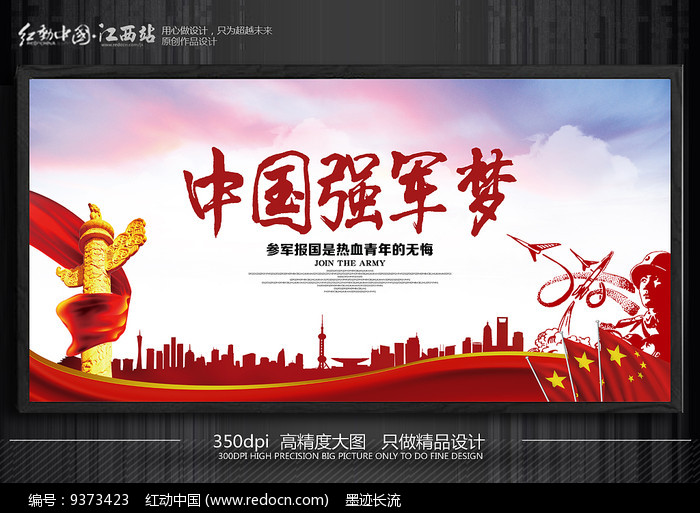 红动中国·江西站
www.redocn.com
用心做设计，只为超越未来
原创作品设计
中国强军梦
参军报国是热血青年的无悔
JOIN THE ARMY
350dpi 高精度大图 只做精品设计
300DPI HIGH PRECISION BIG PICTURE ONLY TO DO FINE DESIGN
编号：9373423 红动中国 (www.redocn.com) 墨迹长流